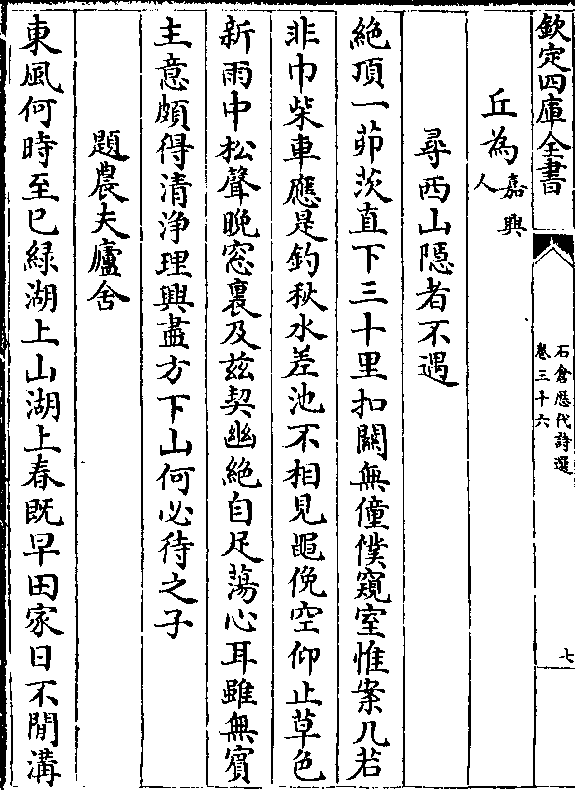 欽定四庫全書
石倉歴代詩選
卷三十六
七
丘為嘉興人
尋西山隱者不遇
絶頂一茆茨直下三十里扣關無僮僕窺室惟案几若
非巾柴車應是釣秋水差池不相見黽俛空仰止草色
新雨中松聲晚窓裏及兹契幽絶自足蕩心耳雖無賓
主意頗得清浄理興盡方下山何必待之子
題農夫廬舍
東風何時至已緑湖上山湖上春既早田家日不閒溝